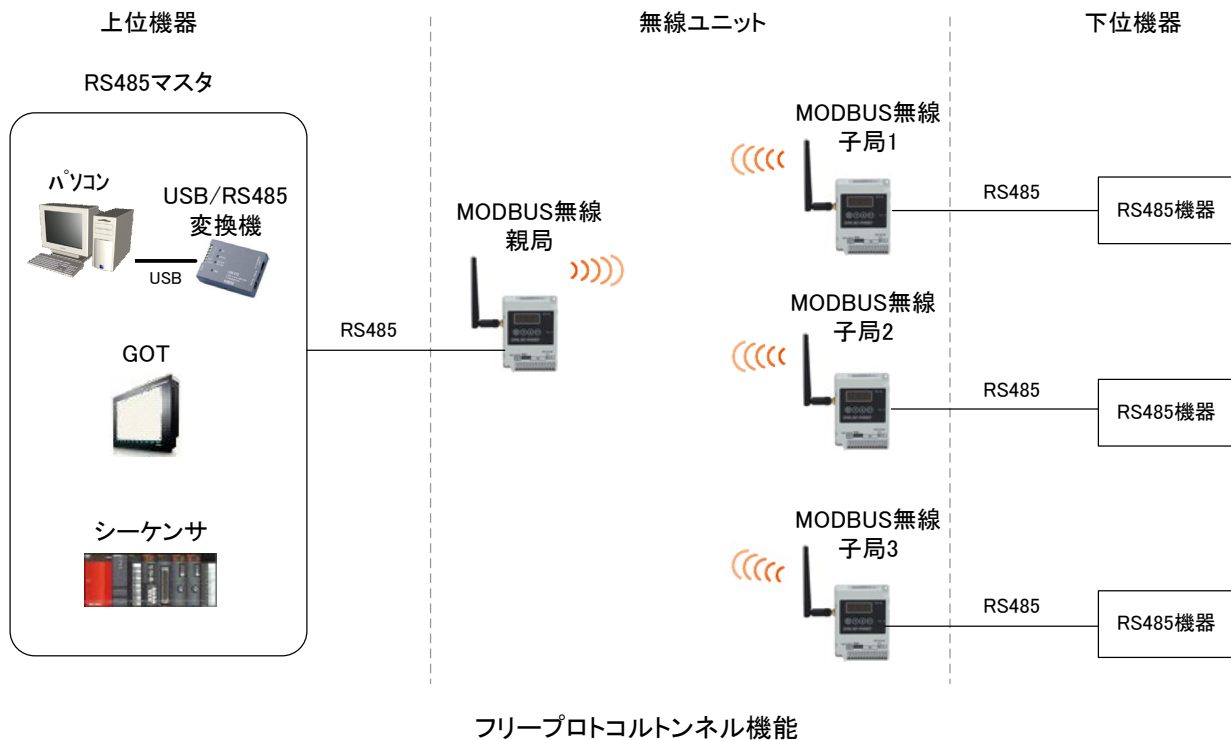 上位機器
無線ユニット
下位機器
RS485マスタ
パソコン
USB/RS485
変換機
USB
GOT
シーケンサ
RS485
MODBUS無線
親局
MODBUS無線
子局1
RS485
RS485機器
MODBUS無線
子局2
RS485
RS485機器
MODBUS無線
子局3
RS485
RS485機器
フリープロトコルトンネル機能